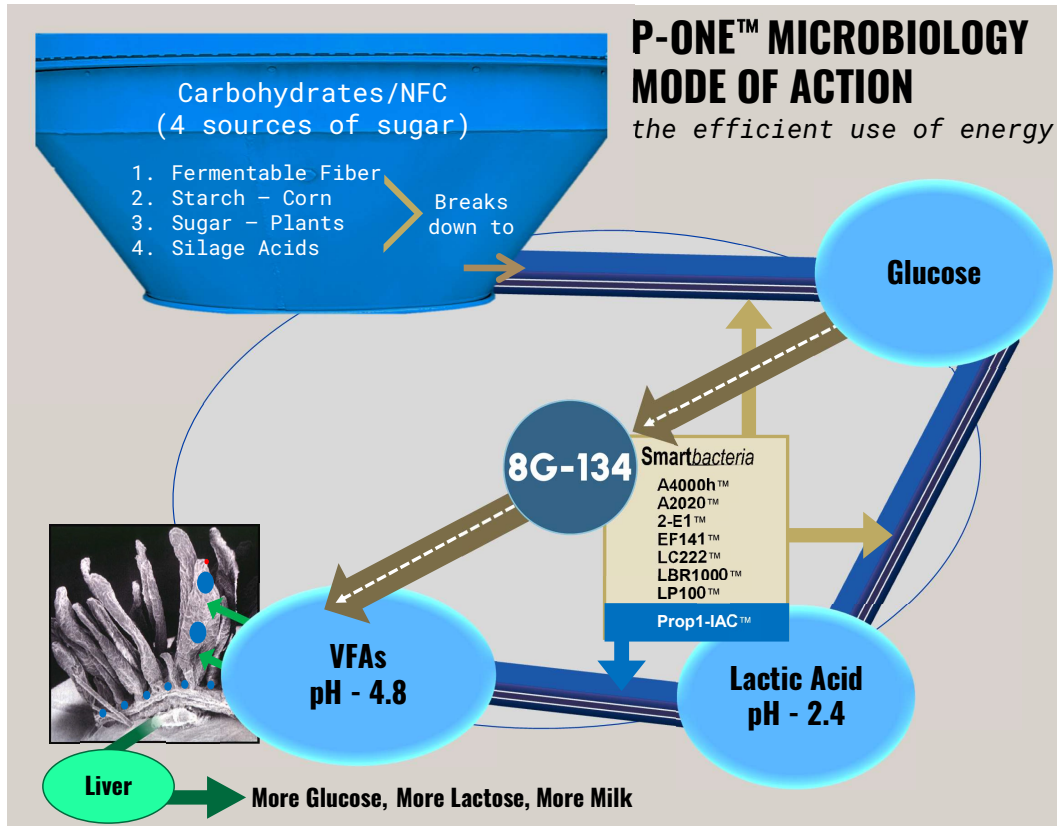 P-ONE™ MICROBIOLOGY
MODE OF ACTION
the efficient use of energy
Carbohydrates/NFC
(4 sources of sugar)
1. Fermentable Fiber
2. Starch – Corn
3. Sugar – Plants
4. Silage Acids
Breaks
down to
Glucose
8G-134
Smartbacteria
A4000h™
A2020™
2-E1™
EF141™
LC222™
LBR1000™
LP100™
Prop1-IAC™
VFAs
pH - 4.8
Lactic Acid
pH - 2.4
Liver
More Glucose, More Lactose, More Milk